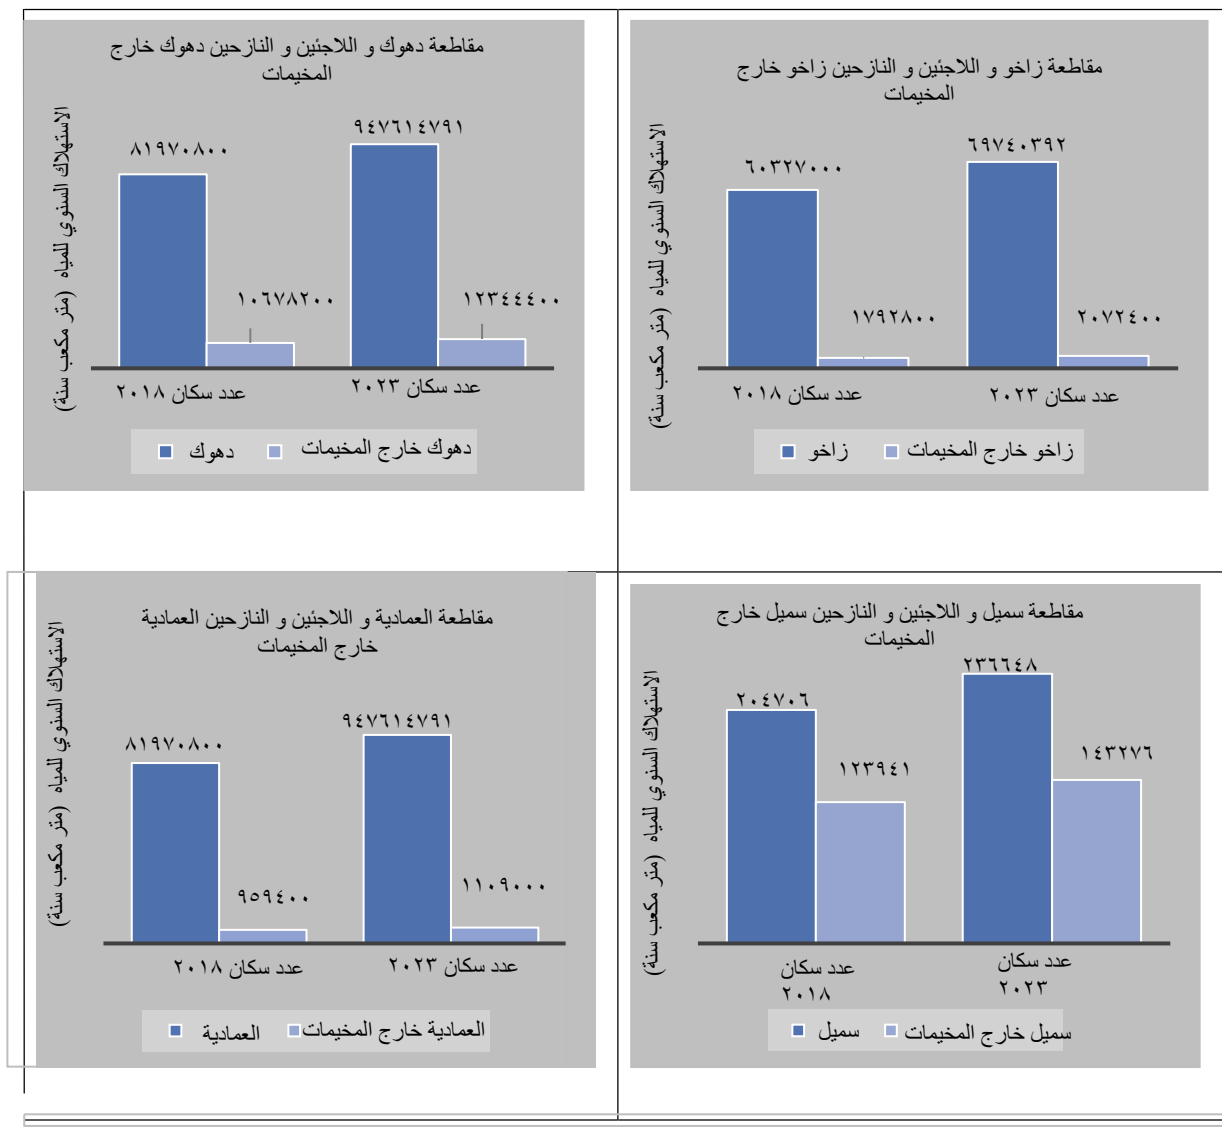 مقاطعة دهوك و اللاجئين و النازحين دهوك خارج
المخيمات
الاستهلاك السنوي للمياه (متر مكعب سنة)
٨١٩٧٠٨٠٠
٩٤٧٦١٤٧٩١
١٠٦٧٨٢٠٠
١٢٣٤٤٤٠٠
عدد سكان ٢٠١٨
عدد سكان ٢٠٢٣
دهوك
دهوك خارج المخيمات
مقاطعة زاخو و اللاجئين و النازحين زاخو خارج
المخيمات
الاستهلاك السنوي للمياه (متر مكعب سنة)
٦٠٣٢٧٠٠٠
٦٩٧٤٠٣٩٢
١٧٩٢٨٠٠
٢٠٧٢٤٠٠
عدد سكان ٢٠١٨
عدد سكان ٢٠٢٣
زاخو
زاخو خارج المخيمات
مقاطعة العمادية و اللاجئين و النازحين العمادية
خارج المخيمات
الاستهلاك السنوي للمياه (متر مكعب سنة)
٨١٩٧٠٨٠٠
٩٤٧٦١٤٧٩١
٩٥٩٤٠٠
١١٠٩٠٠٠
عدد سكان ٢٠١٨
عدد سكان ٢٠٢٣
العمادية
العمادية خارج المخيمات
مقاطعة سميل و اللاجئين و النازحين سميل خارج
المخيمات
الاستهلاك السنوي للمياه (متر مكعب سنة)
٢٠٤٧٠٦
٢٣٦٦٤٨
١٢٣٩٤١
١٤٣٢٧٦
عدد سكان
٢٠١٨
عدد سكان
٢٠٢٣
سميل
سميل خارج المخيمات